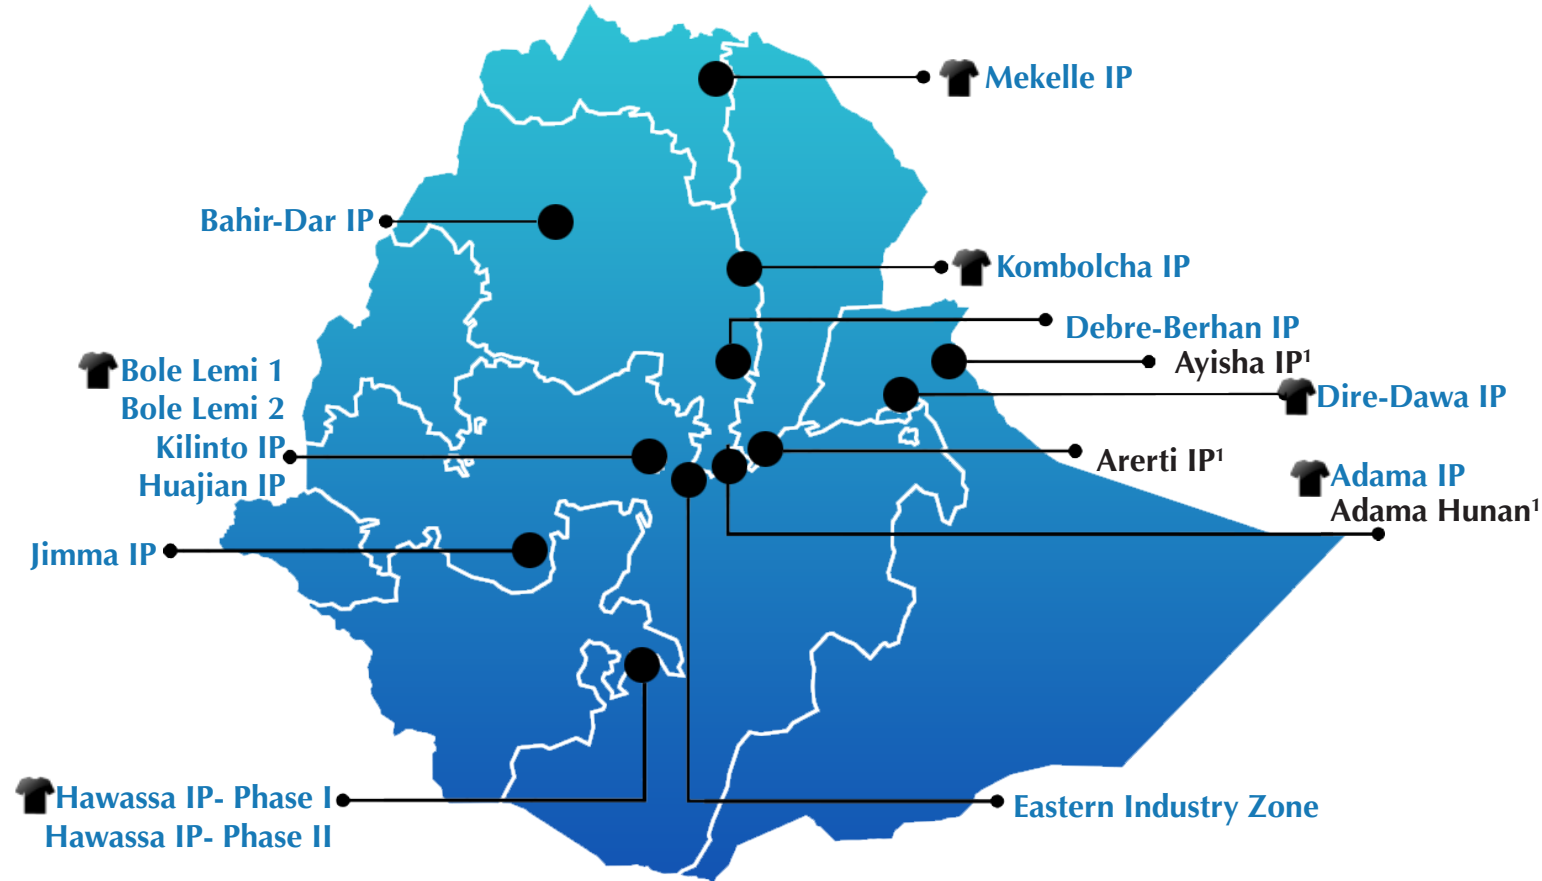 Mekelle IP
Bahir-Dar IP
Kombolcha IP
Debre-Berhan IP
Ayisha IP¹
Bole Lemi 1
Bole Lemi 2
Kilinto IP
Huajian IP
Dire-Dawa IP
Arerti IP¹
Adama IP
Adama Hunan¹
Jimma IP
Hawassa IP- Phase I
Hawassa IP- Phase II
Eastern Industry Zone